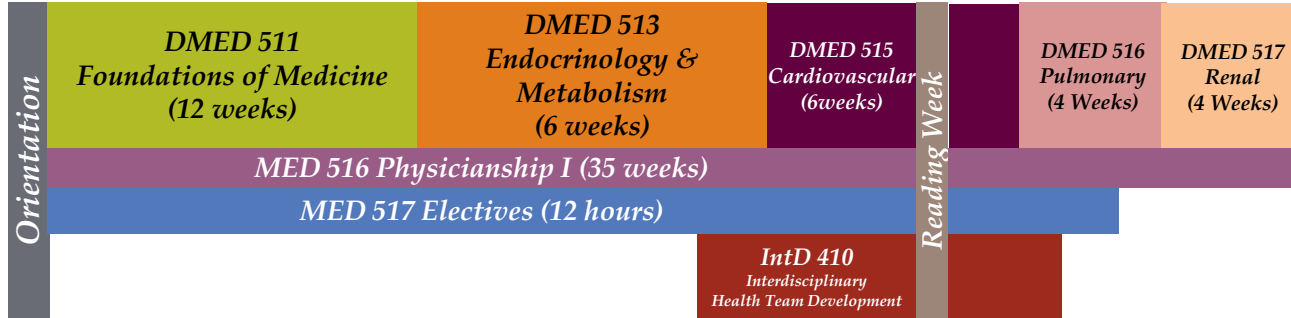 Orientation
DMED 511
Foundations of Medicine
(12 weeks)
DMED 513
Endocrinology &
Metabolism
(6 weeks)
DMED 515
Cardiovascular
(6weeks)
Reading Week
DMED 516
Pulmonary
(4 Weeks)
DMED 517
Renal
(4 Weeks)
MED 516 Physicianship I (35 weeks)
MED 517 Electives (12 hours)
IntD 410
Interdisciplinary
Health Team Development